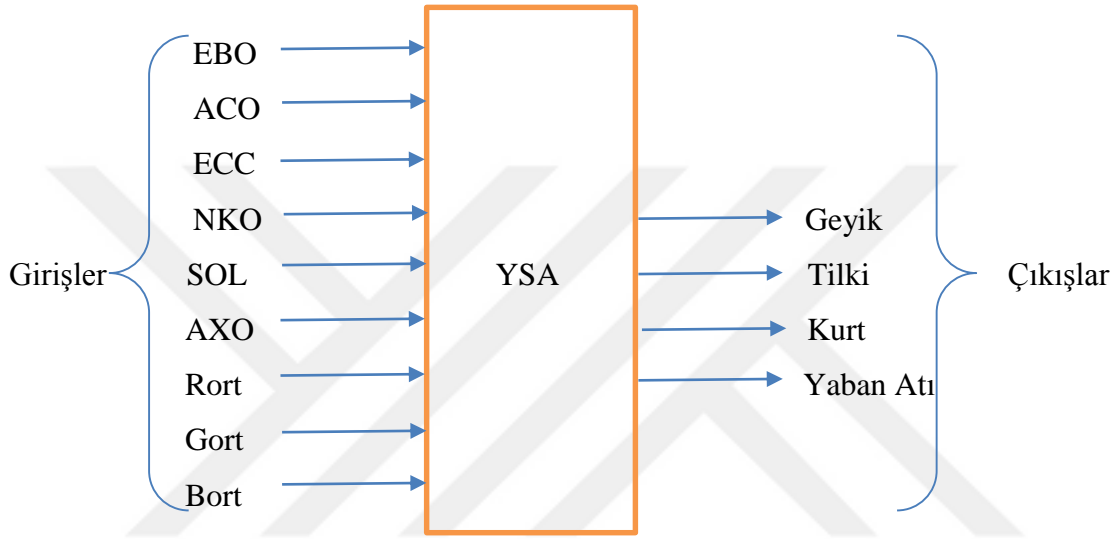 Girişler
EBO
ACO
ECC
NKO
SOL
AXO
Rort
Gort
Bort
YSA
Geyik
Tilki
Kurt
Yaban Atı
Çıkışlar